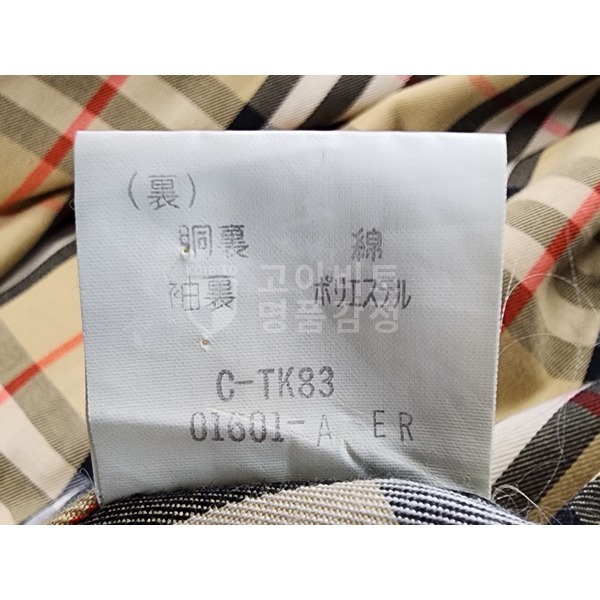 (裏)
胴裏 綿
袖裏 ポリエステル
고이비토
명품감정
C-TK83
01601-A ER